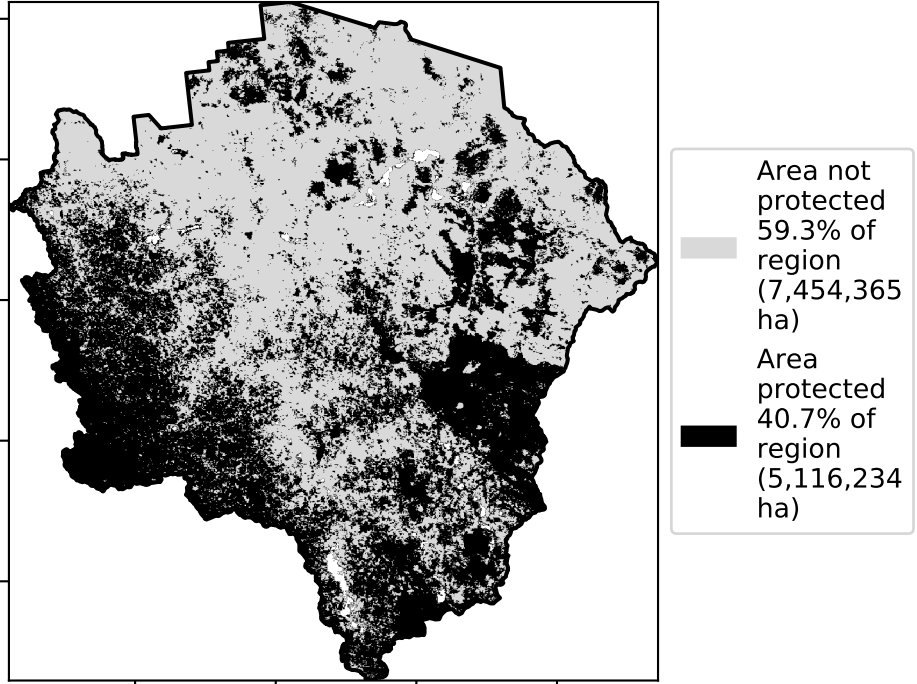 Area not
protected
59.3% of
region
(7,454,365
ha)
Area
protected
40.7% of
region
(5,116,234
ha)